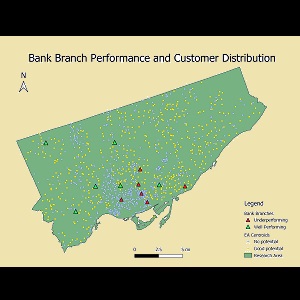 Bank Branch Performance and Customer Distribution
N
Legend
Bank Branches
Underperforming
Well Performing
EA Centroids
No potential
Good potential
Research Area
0 2.5 5 mi